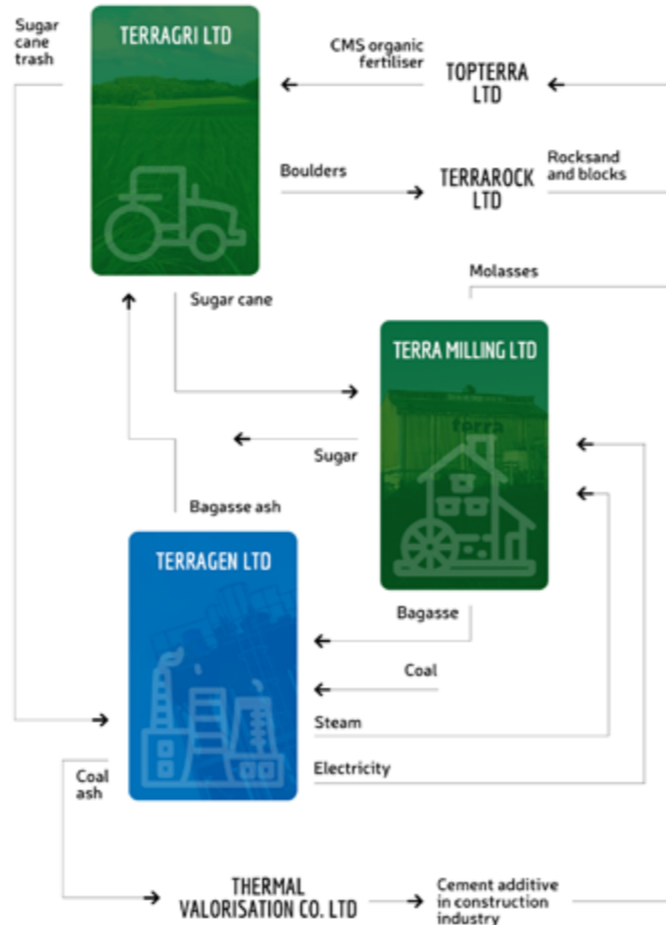 Sugar
cane
trash
TERRAGRI LTD
CMS organic
fertiliser
TOPTERRA
LTD
Boulders
TERRAROCK
LTD
Rocksand
and blocks
Molasses
Sugar cane
TERRA MILLING LTD
terra
Sugar
Bagasse ash
TERRAGEN LTD
Bagasse
Coal
Steam
Electricity
Coal
ash
THERMAL
VALORISATION CO. LTD
Cement additive
in construction
industry